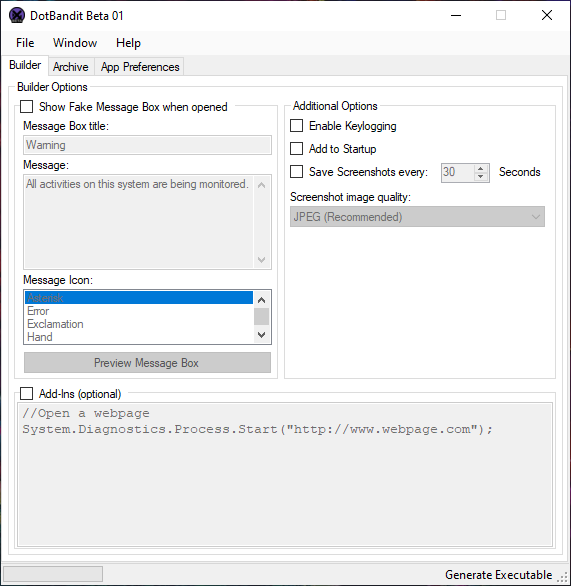 DotBandit Beta 01
File Window Help
Builder Archive App Preferences
Builder Options
Show Fake Message Box when opened
Message Box title:
Warning
Message:
All activities on this system are being monitored.
Message Icon:
Asterisk
Error
Exclamation
Hand
Preview Message Box
Additional Options
Enable Keylogging
Add to Startup
Save Screenshots every: 30 Seconds
Screenshot image quality:
JPEG (Recommended)
Add-Ins (optional)
//Open a webpage
System.Diagnostics.Process.Start("http://www.webpage.com");
Generate Executable